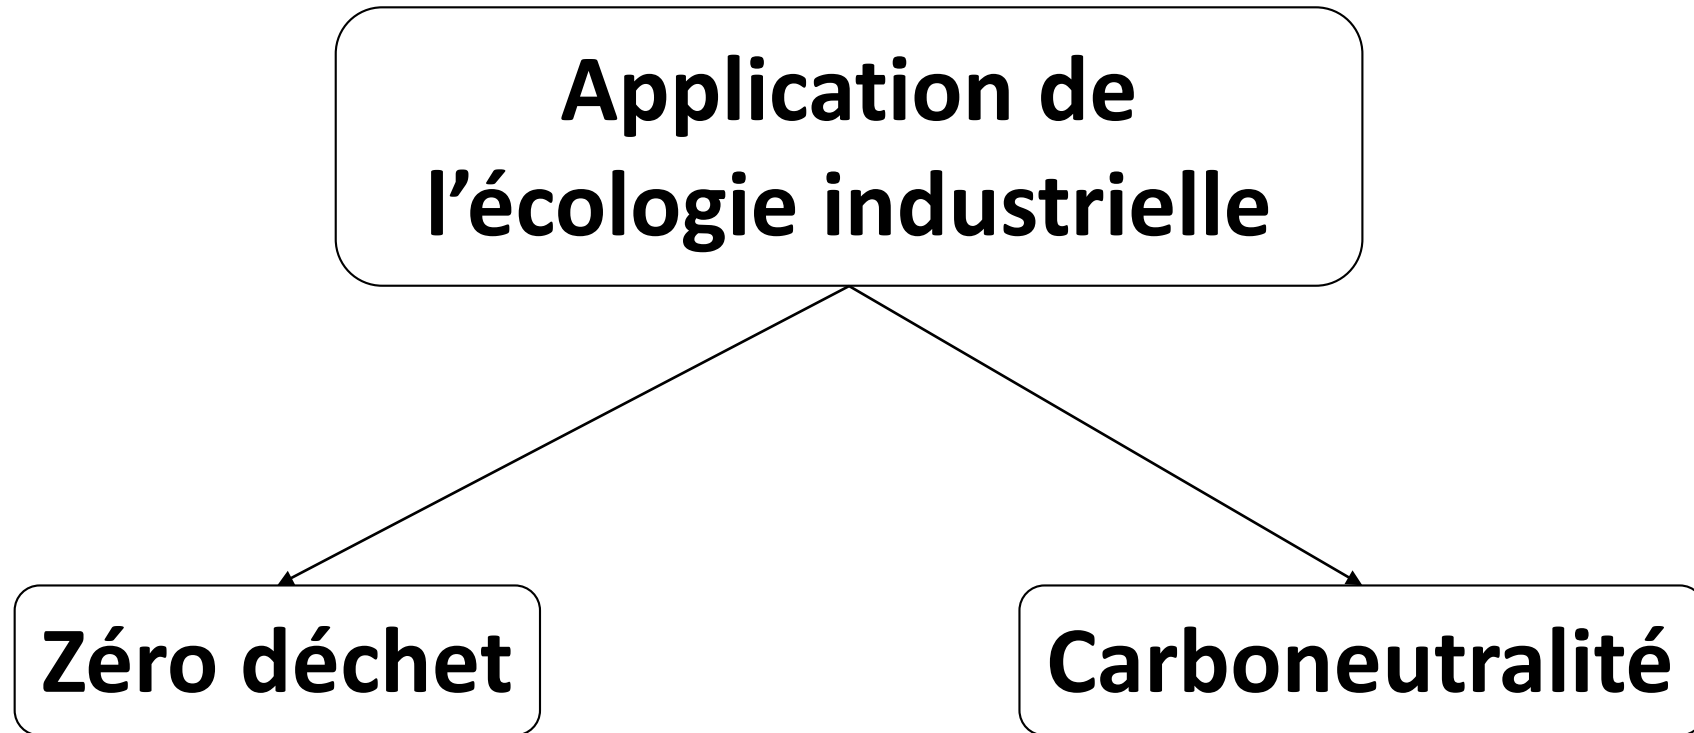 Application de
l’écologie industrielle
Zéro déchet
Carboneutralité